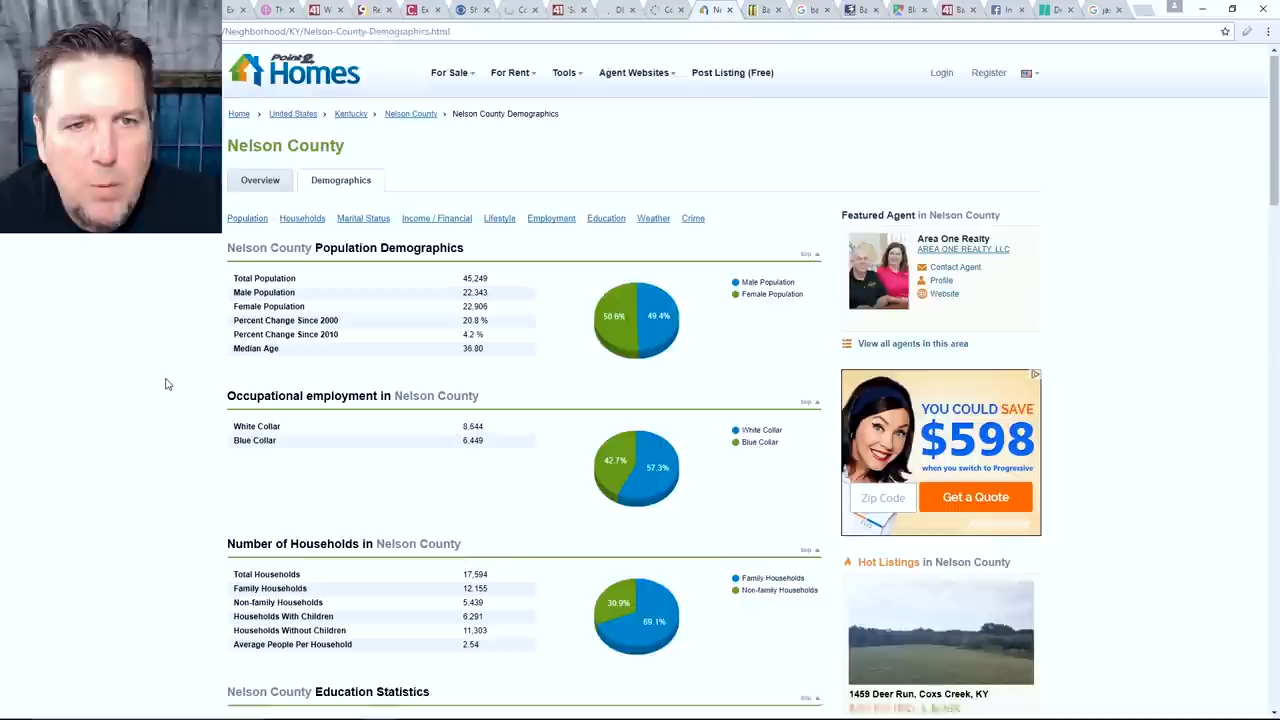 /Neighborhood/KY/Nelson-County-Demographics.html
Point2 Homes
For Sale For Rent Tools Agent Websites Post Listing (Free) Login Register
Home > United States > Kentucky > Nelson County > Nelson County Demographics
Nelson County
Overview Demographics
Population Households Marital Status Income / Financial Lifestyle Employment Education Weather Crime
Nelson County Population Demographics
top
Total Population 45,249
Male Population 22,343
Female Population 22,906
Percent Change Since 2000 20.8 %
Percent Change Since 2010 4.2 %
Median Age 36.80
50.6% 49.4%
Male Population
Female Population
Occupational employment in Nelson County
top
White Collar 8,644
Blue Collar 6,449
42.7% 57.3%
White Collar
Blue Collar
Number of Households in Nelson County
top
Total Households 17,594
Family Households 12,155
Non-family Households 5,439
Households With Children 6,291
Households Without Children 11,303
Average People Per Household 2.54
30.9% 69.1%
Family Households
Non-family Households
Nelson County Education Statistics
Featured Agent in Nelson County
Area One Realty
AREA ONE REALTY, LLC
Contact Agent
Profile
Website
View all agents in this area
YOU COULD SAVE
$598
when you switch to Progressive
Zip Code Get a Quote
Hot Listings in Nelson County
1459 Deer Run, Coxs Creek, KY